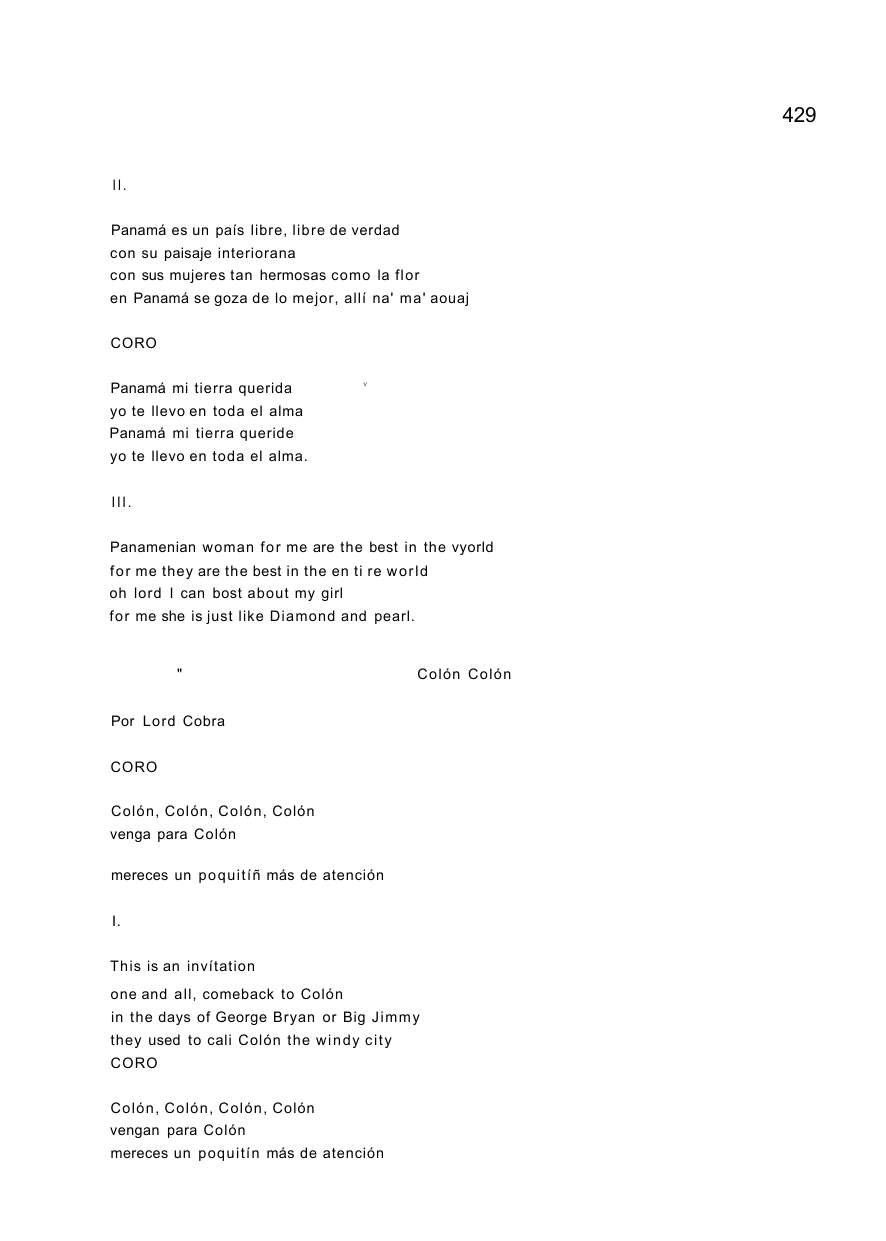 429
II.
Panamá es un país libre, libre de verdad
con su paisaje interiorana
con sus mujeres tan hermosas como la flor
en Panamá se goza de lo mejor, allí na' ma' aouaj
CORO
Panamá mi tierra querida v
yo te llevo en toda el alma
Panamá mi tierra queride
yo te llevo en toda el alma.
III.
Panamenian woman for me are the best in the vyorld
for me they are the best in the en ti re world
oh lord I can bost about my girl
for me she is just like Diamond and pearl.
" Colón Colón
Por Lord Cobra
CORO
Colón, Colón, Colón, Colón
venga para Colón
mereces un poquitíñ más de atención
I.
This is an invítation
one and all, comeback to Colón
in the days of George Bryan or Big Jimmy
they used to cali Colón the windy city
CORO
Colón, Colón, Colón, Colón
vengan para Colón
mereces un poquitín más de atención